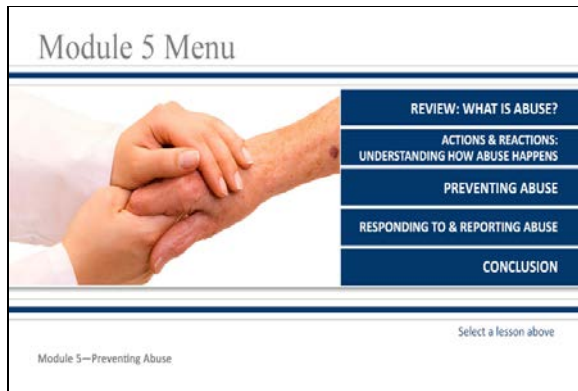 Module 5 Menu
REVIEW: WHAT IS ABUSE?
ACTIONS & REACTIONS:
UNDERSTANDING HOW ABUSE HAPPENS
PREVENTING ABUSE
RESPONDING TO & REPORTING ABUSE
CONCLUSION
Select a lesson above
Module 5—Preventing Abuse